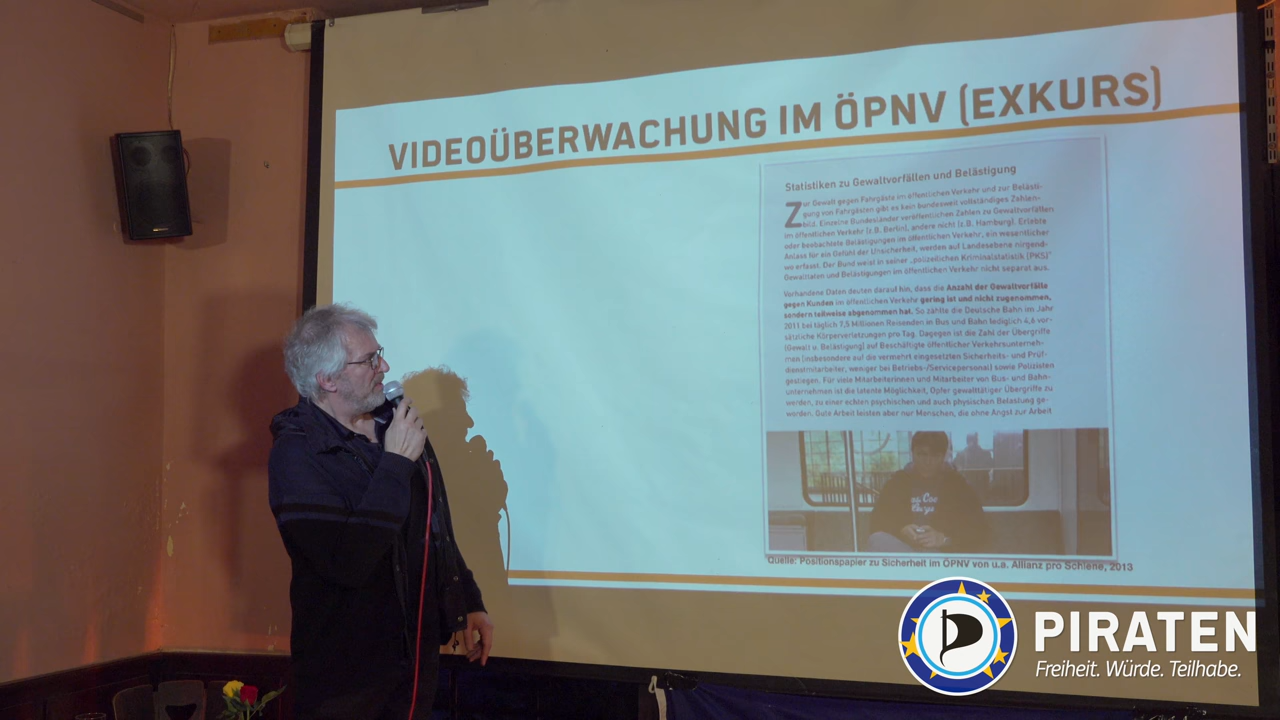 VIDEOÜBERWACHUNG IM ÖPNV (EXKURS)
Statistiken zu Gewaltvorfällen und Belästigung
Zur Gewalt gegen Fahrgäste im öffentlichen Verkehr und zur Belästi-
gung von Fahrgästen gibt es kein bundesweit vollständiges Zahlen-
bild. Einzelne Bundesländer veröffentlichen Zahlen zu Gewaltvorfällen
im öffentlichen Verkehr (z.B. Berlin), andere nicht (z.B. Hamburg). Erlebte
oder beobachtete Belästigungen im öffentlichen Verkehr, ein wesentlicher
Anlass für ein Gefühl der Unsicherheit, werden auf Landesebene nirgend-
wo erfasst. Der Bund weist in seiner „polizeilichen Kriminalstatistik (PKS)"
Gewalttaten und Belästigungen im öffentlichen Verkehr nicht separat aus.
Vorhandene Daten deuten darauf hin, dass die Anzahl der Gewaltvorfälle
gegen Kunden im öffentlichen Verkehr gering ist und nicht zugenommen,
sondern teilweise abgenommen hat. So zählte die Deutsche Bahn im Jahr
2011 bei täglich 7,5 Millionen Reisenden in Bus und Bahn lediglich 4,6 vor-
sätzliche Körperverletzungen pro Tag. Dagegen ist die Zahl der Übergriffe
(Gewalt u. Belästigung) auf Beschäftigte öffentlicher Verkehrsunterneh-
men (insbesondere auf die vermehrt eingesetzten Sicherheits- und Prüf-
dienstmitarbeiter, weniger bei Betriebs-/Servicepersonal) sowie Polizisten
gestiegen. Für viele Mitarbeiterinnen und Mitarbeiter von Bus- und Bahn-
unternehmen ist die latente Möglichkeit, Opfer gewalttätiger Übergriffe zu
werden, zu einer echten psychischen und auch physischen Belastung ge-
worden. Gute Arbeit leisten aber nur Menschen, die ohne Angst zur Arbeit
Quelle: Positionspapier zu Sicherheit im ÖPNV von u.a. Allianz pro Schiene, 2013
PIRATEN
Freiheit. Würde. Teilhabe.